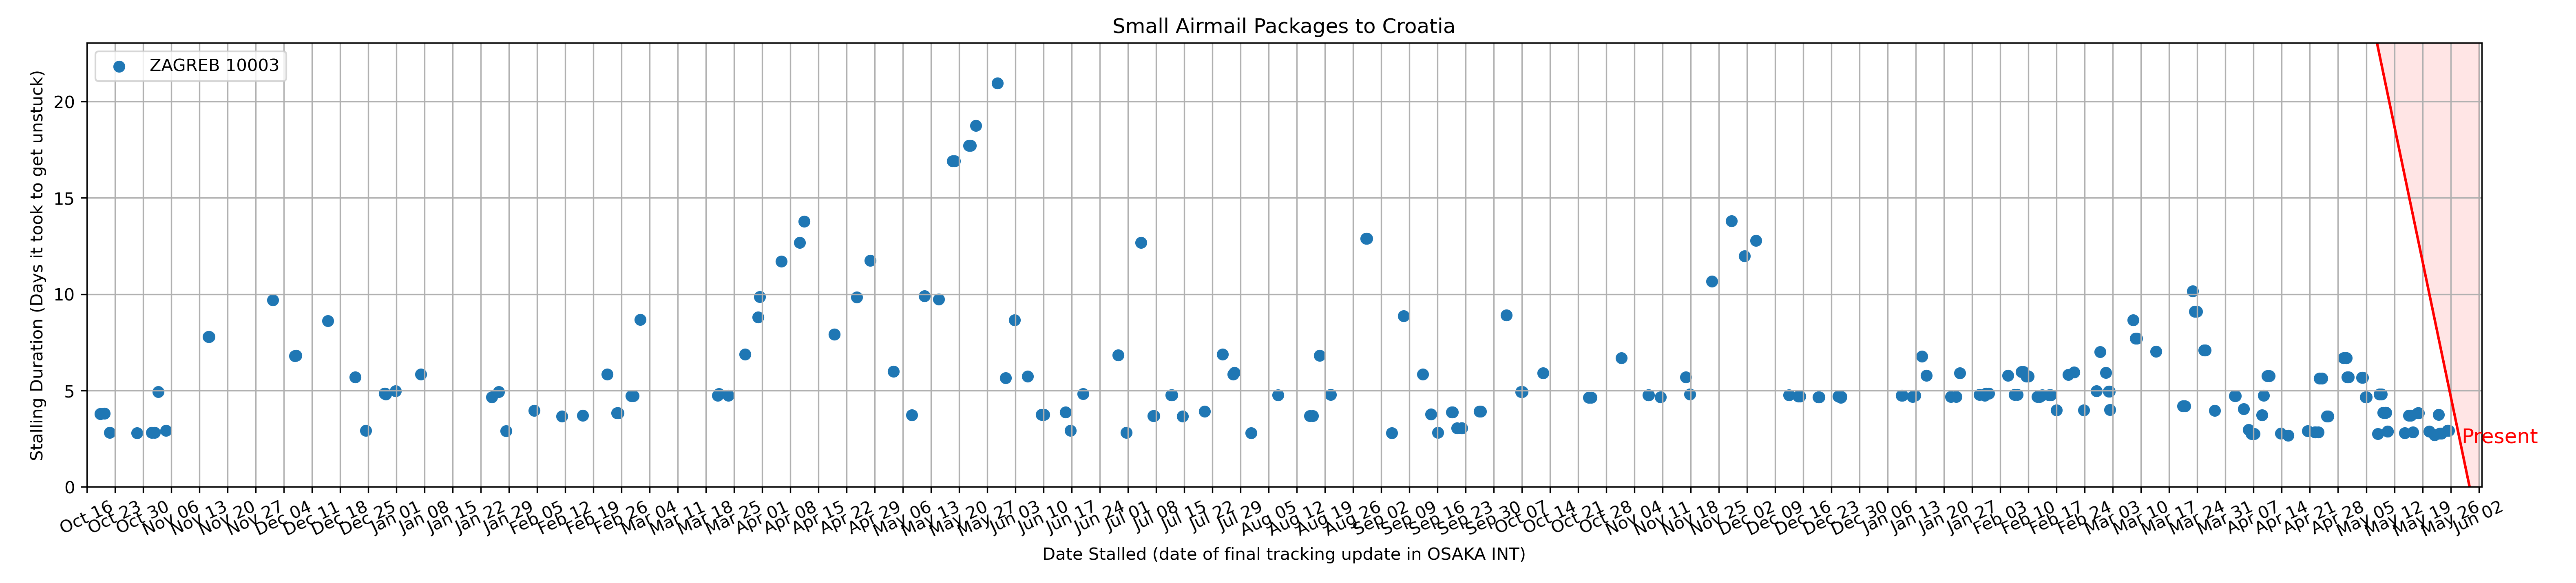 Small Airmail Packages to Croatia
ZAGREB 10003
Stalling Duration (Days it took to get unstuck)
20
15
10
5
0
Present
Oct 16
Oct 23
Oct 30
Nov 06
Nov 13
Nov 20
Nov 27
Dec 04
Dec 11
Dec 18
Dec 25
Jan 01
Jan 08
Jan 15
Jan 22
Jan 29
Feb 05
Feb 12
Feb 19
Feb 26
Mar 04
Mar 11
Mar 18
Mar 25
Apr 01
Apr 08
Apr 15
Apr 22
Apr 29
May 06
May 13
May 20
May 27
Jun 03
Jun 10
Jun 17
Jun 24
Jul 01
Jul 08
Jul 15
Jul 22
Jul 29
Aug 05
Aug 12
Aug 19
Aug 26
Sep 02
Sep 09
Sep 16
Sep 23
Sep 30
Oct 07
Oct 14
Oct 21
Oct 28
Nov 04
Nov 11
Nov 18
Nov 25
Dec 02
Dec 09
Dec 16
Dec 23
Dec 30
Jan 06
Jan 13
Jan 20
Jan 27
Feb 03
Feb 10
Feb 17
Feb 24
Mar 03
Mar 10
Mar 17
Mar 24
Mar 31
Apr 07
Apr 14
Apr 21
Apr 28
May 05
May 12
May 19
May 26
Jun 02
Date Stalled (date of final tracking update in OSAKA INT)